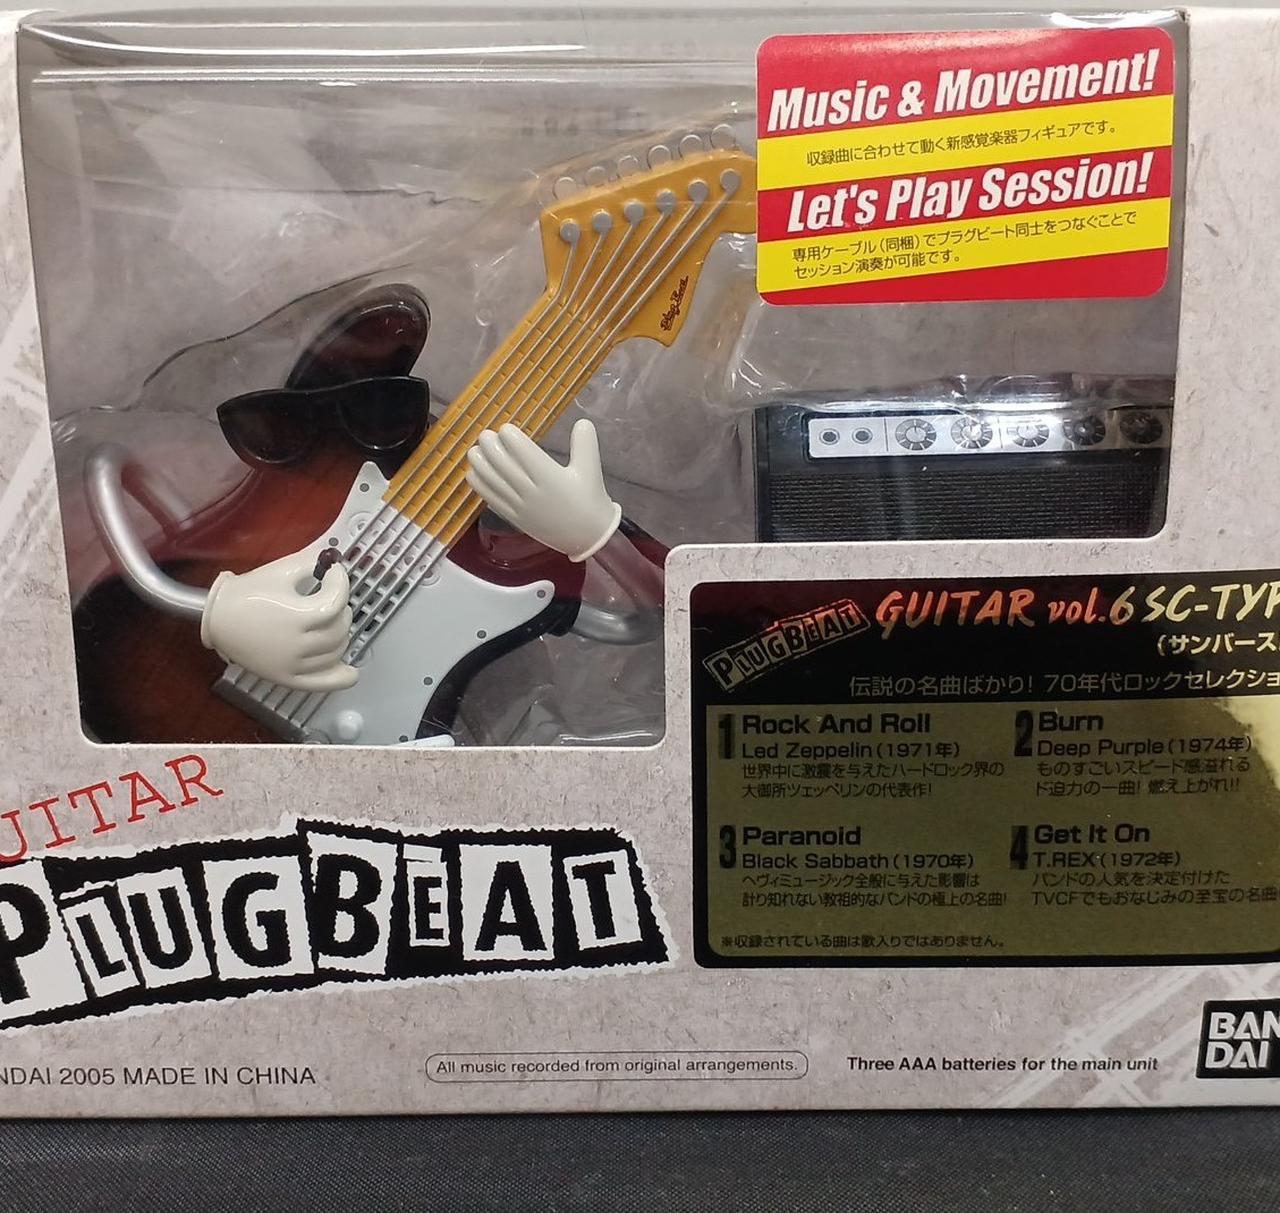 Music & Movement!
収録曲に合わせて動く新感覚楽器フィギュアです。
Let's Play Session!
専用ケーブル(同梱)でプラグビート同士をつなぐことで
セッション演奏が可能です。
Plug Beat
PLUGBEAT GUITAR vol.6 SC-TYP
(サンバース
伝説の名曲ばかり! 70年代ロックセレクショ
1 Rock And Roll
Led Zeppelin(1971年)
世界中に激震を与えたハードロック界の
大御所ツェッペリンの代表作!
2 Burn
Deep Purple(1974年)
ものすごいスピード感溢れる
ド迫力の一曲! 燃え上がれ!!
3 Paranoid
Black Sabbath(1970年)
ヘヴィミュージック全般に与えた影響は
計り知れない教祖的なバンドの極上の名曲!
4 Get It On
T.REX(1972年)
バンドの人気を決定付けた
TVCFでもおなじみの至宝の名曲
※収録されている曲は歌入りではありません。
UITAR
PLUGBEAT
NDAI 2005 MADE IN CHINA
All music recorded from original arrangements.
Three AAA batteries for the main unit
BAN
DAI